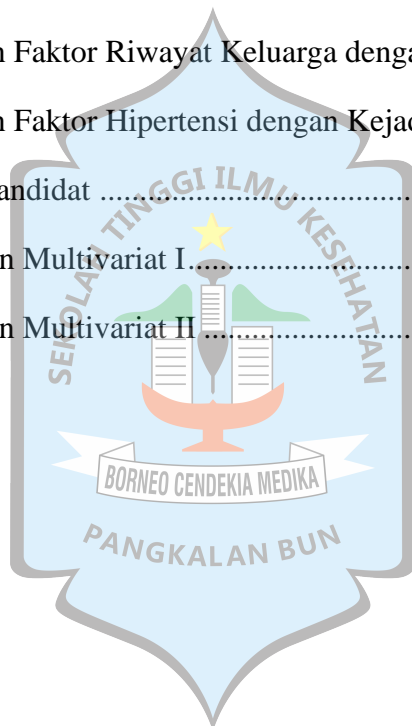 n Faktor Riwayat Keluarga denga
n Faktor Hipertensi dengan Kejad
andidat ....................................
n Multivariat I........................
n Multivariat II ........................
SEKOLAH TINGGI ILMU KESEHATAN
BORNEO CENDEKIA MEDIKA
PANGKALAN BUN